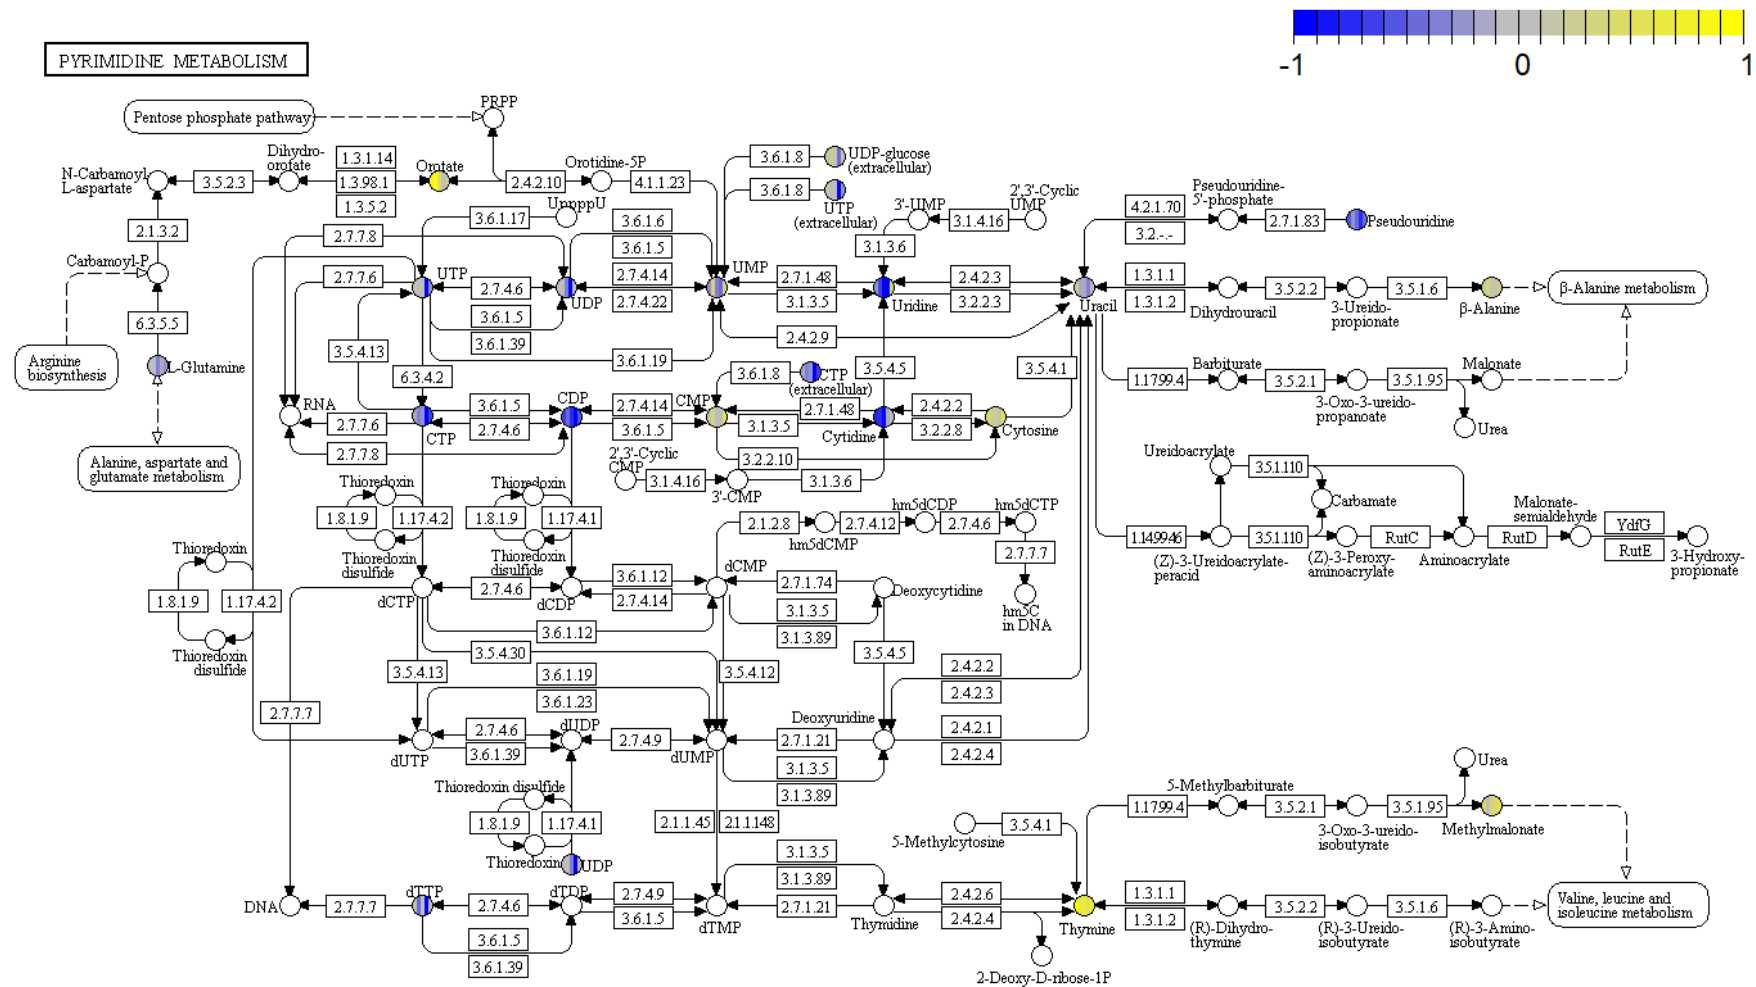 -1
0
1
PYRIMIDINE METABOLISM
PRPP
Pentose phosphate pathway
Dihydro-
orotate
1.3.1.14
Orotate
Orotidine-5P
3.6.1.8
UDP-glucose
(extracellular)
N-Carbamoyl-
L-aspartate
3.5.2.3
1.3.98.1
2.4.2.10
4.1.1.23
3.6.1.8
UTP
(extracellular)
1.3.5.2
UppppU
3.6.1.17
3.6.1.6
3'-UMP
3.1.4.16
2',3'-Cyclic
UMP
Pseudouridine-
5'-phosphate
4.2.1.70
3.2.-.-
2.7.1.83
Pseudouridine
2.1.3.2
2.7.7.8
3.6.1.5
3.1.3.6
Carbamoyl-P
2.7.7.6
UTP
2.7.4.6
UDP
2.7.4.14
UMP
2.7.1.48
2.4.2.3
Uracil
1.3.1.1
3.5.2.2
3.5.1.6
β-Alanine metabolism
2.7.4.22
3.1.3.5
Uridine
3.2.2.3
1.3.1.2
Dihydrouracil
3-Ureido-
propionate
β-Alanine
6.3.5.5
3.6.1.5
3.6.1.39
2.4.2.9
Arginine
biosynthesis
L-Glutamine
3.5.4.13
3.6.1.19
6.3.4.2
3.6.1.8
CTP
(extracellular)
3.5.4.5
3.5.4.1
Barbiturate
1.1799.4
3.5.2.1
3.5.1.95
Malonate
3-Oxo-3-ureido-
propanoate
Urea
RNA
3.6.1.5
CDP
2.7.4.14
CMP
2.7.1.48
2.4.2.2
2.7.7.6
CTP
2.7.4.6
3.6.1.5
3.1.3.5
Cytidine
3.2.2.8
Cytosine
2.7.7.8
2',3'-Cyclic
CMP
3.2.2.10
Alanine, aspartate and
glutamate metabolism
3.1.4.16
3'-CMP
3.1.3.6
Ureidoacrylate
3.5.1.110
Carbamate
Thioredoxin
Thioredoxin
1.8.1.9
1.17.4.2
1.8.1.9
1.17.4.1
Thioredoxin
disulfide
Thioredoxin
disulfide
2.1.2.8
hm5dCMP
2.7.4.12
hm5dCDP
2.7.4.6
hm5dCTP
2.7.7.7
hm5C
in DNA
1.149946
(Z)-3-Ureidoacrylate-
peracid
3.5.1.110
(Z)-3-Peroxy-
aminoacrylate
RutC
Aminoacrylate
RutD
Malonate-
semialdehyde
YdfG
RutE
3-Hydroxy-
propionate
Thioredoxin
1.8.1.9
1.17.4.2
Thioredoxin
disulfide
dCTP
2.7.4.6
dCDP
3.6.1.12
2.7.4.14
dCMP
2.7.1.74
3.1.3.5
3.1.3.89
Deoxycytidine
3.6.1.12
3.5.4.30
3.5.4.13
3.5.4.12
3.5.4.5
2.4.2.2
2.4.2.3
3.6.1.19
3.6.1.23
2.7.7.7
dUTP
2.7.4.6
3.6.1.39
dUDP
2.7.4.9
dUMP
Deoxyuridine
2.7.1.21
2.4.2.1
2.4.2.4
3.1.3.5
3.1.3.89
Thioredoxin disulfide
1.8.1.9
1.17.4.1
Thioredoxin
UDP
2.1.1.45
2.1.1.148
5-Methylcytosine
3.5.4.1
5-Methylbarbiturate
1.1799.4
3.5.2.1
3.5.1.95
Urea
3-Oxo-3-ureido-
isobutyrate
Methylmalonate
DNA
2.7.7.7
dTTP
2.7.4.6
dTDP
2.7.4.9
3.6.1.5
dTMP
3.1.3.5
3.1.3.89
2.7.1.21
Thymidine
2.4.2.6
2.4.2.4
Thymine
1.3.1.1
1.3.1.2
(R)-Dihydro-
thymine
3.5.2.2
(R)-3-Ureido-
isobutyrate
3.5.1.6
(R)-3-Amino-
isobutyrate
Valine, leucine and
isoleucine metabolism
3.6.1.5
3.6.1.39
2-Deoxy-D-ribose-1P